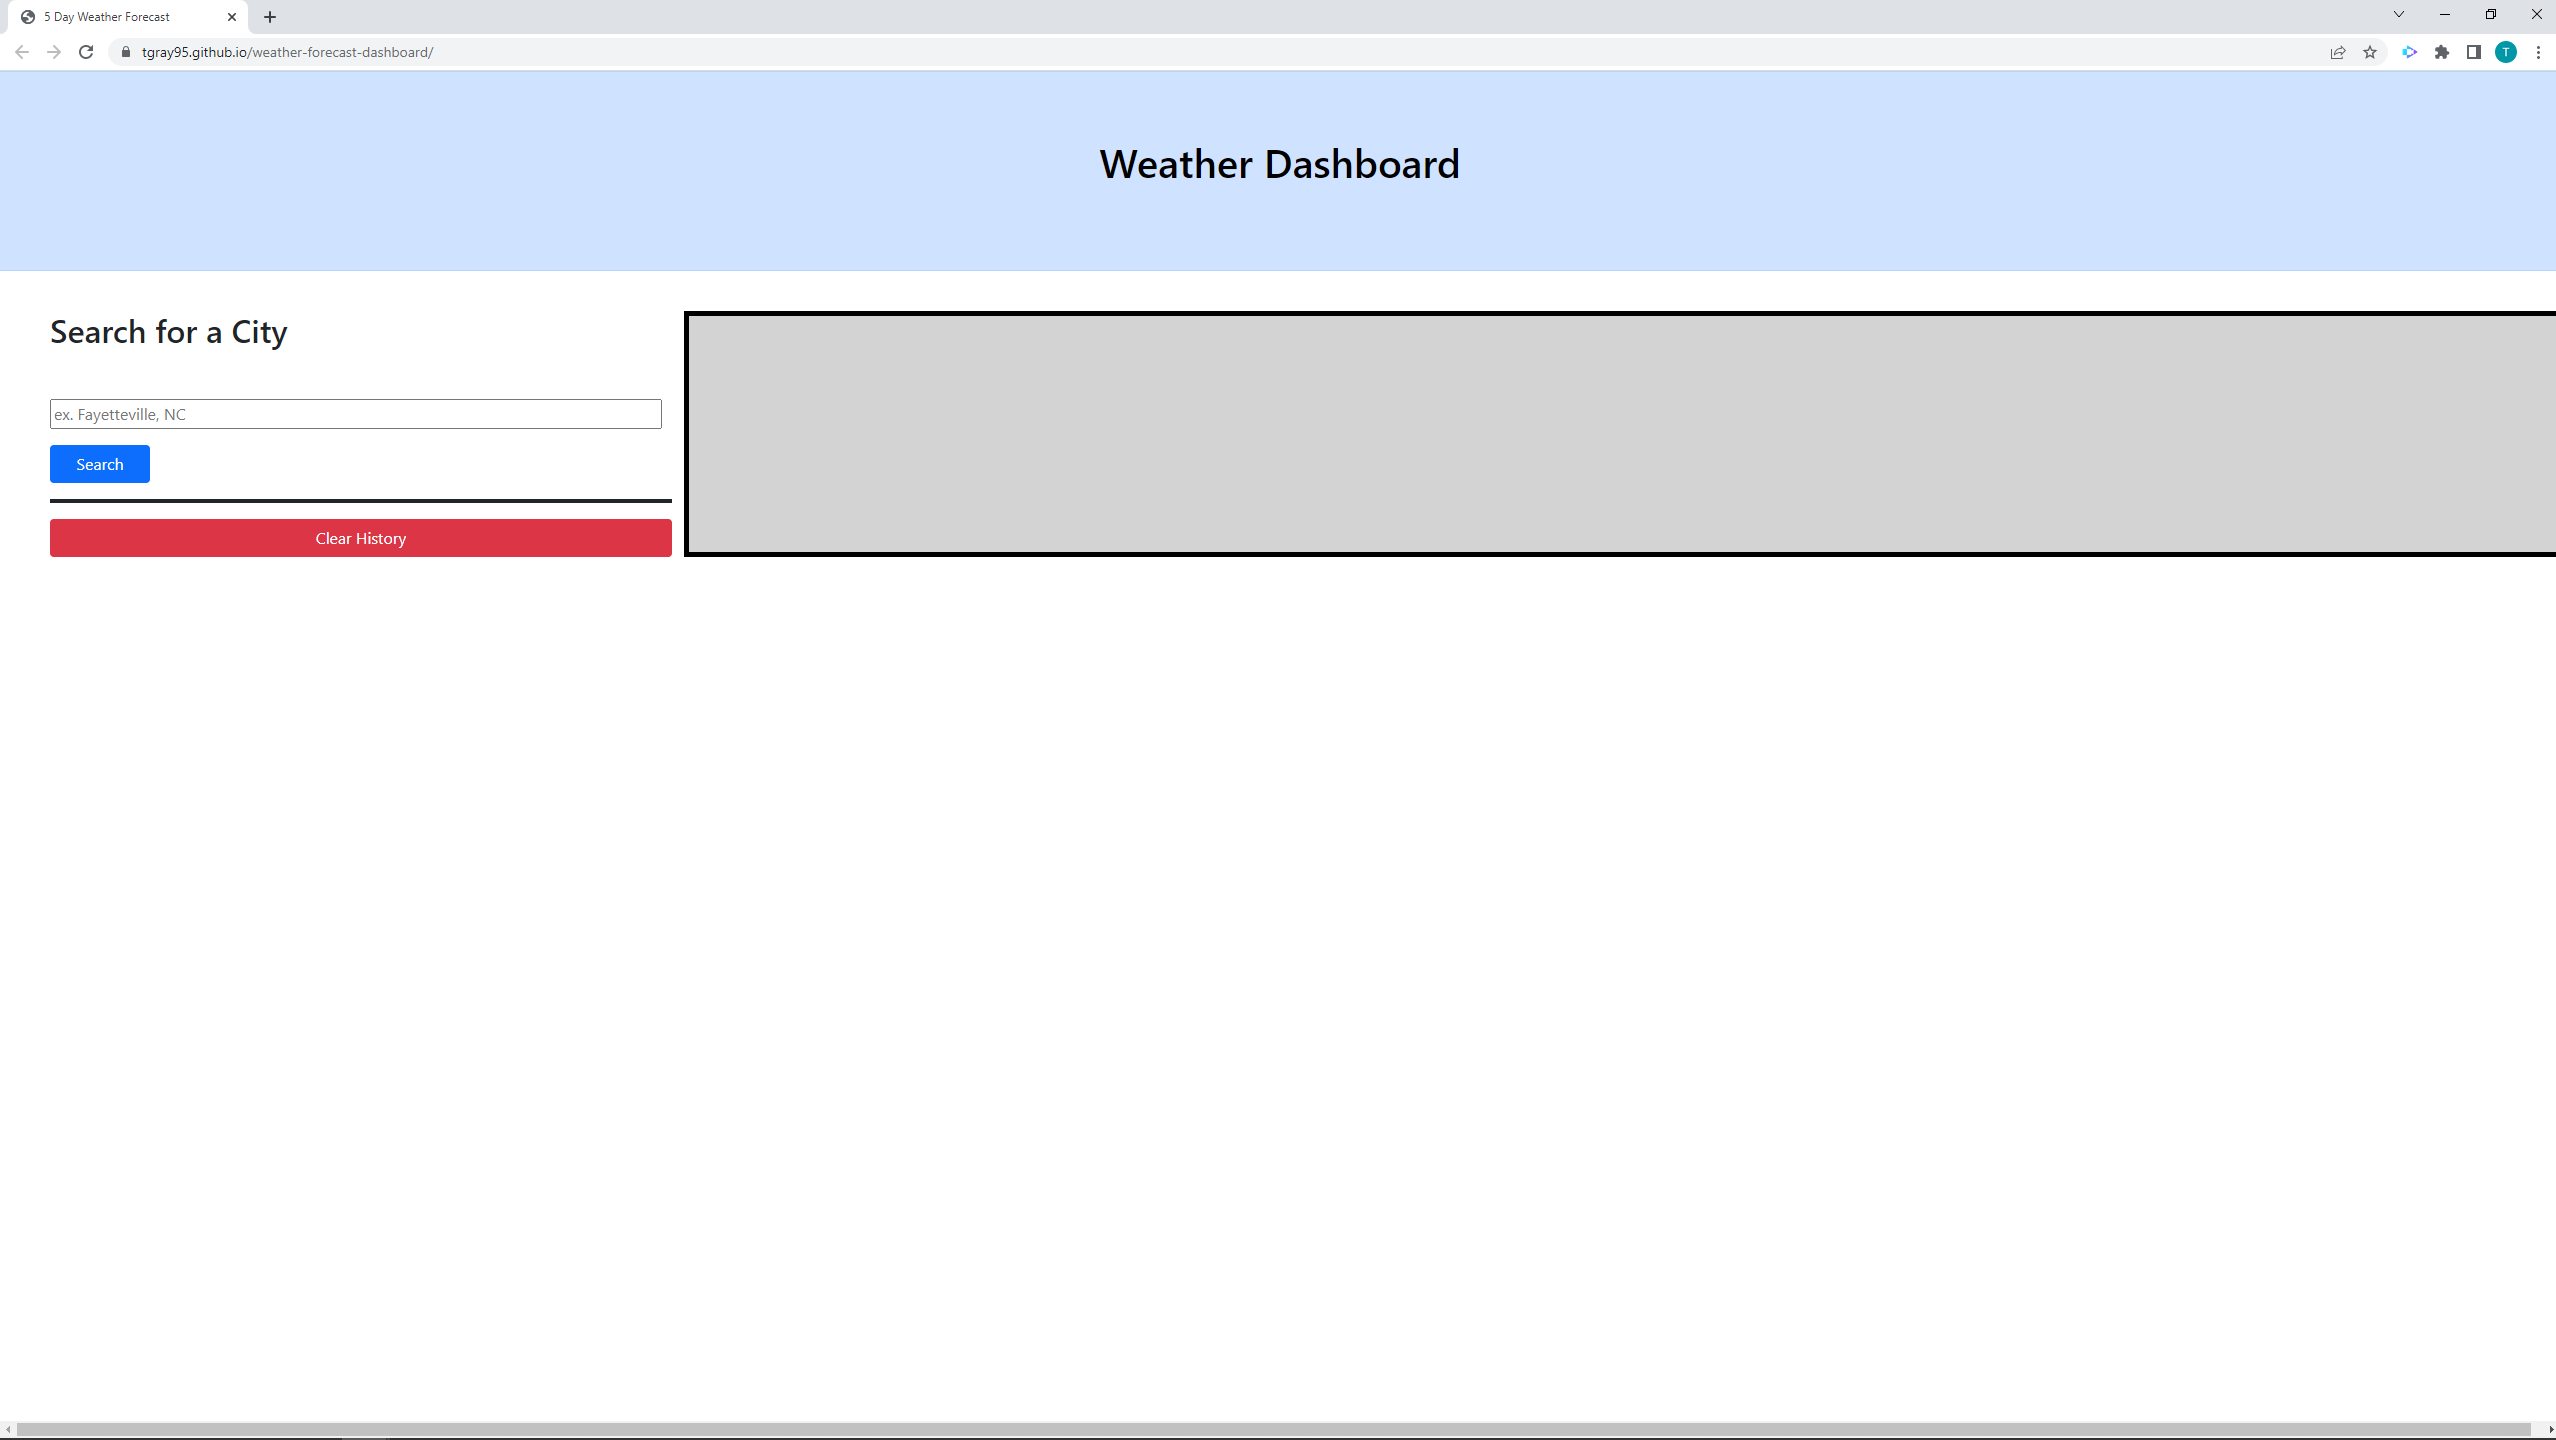 5 Day Weather Forecast
tgray95.github.io/weather-forecast-dashboard/
T
Weather Dashboard
Search for a City
ex. Fayetteville, NC
Search
Clear History